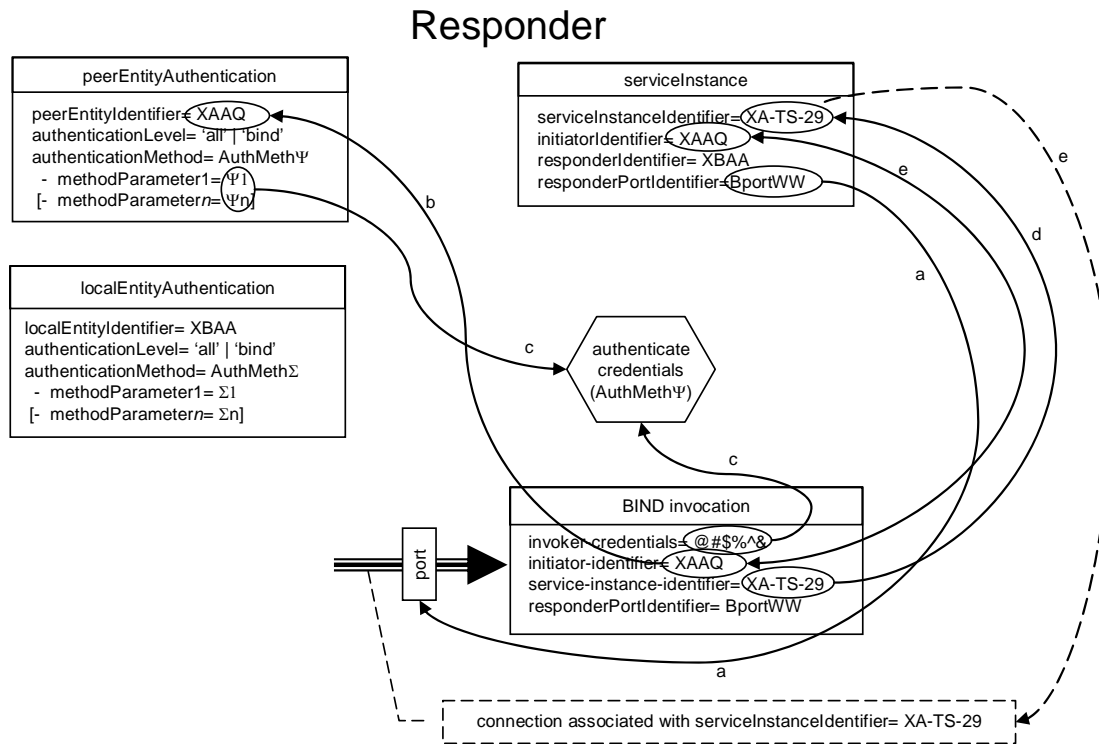 Responder
peerEntityAuthentication
peerEntityIdentifier= XAAQ
authenticationLevel= ‘all’ | ‘bind’
authenticationMethod= AuthMethΨ
- methodParameter1= Ψ1
[- methodParametern= Ψn]
serviceInstance
serviceInstanceIdentifier= XA-TS-29
initiatorIdentifier= XAAQ
responderIdentifier= XBAA
responderPortIdentifier=BportWW
e
e
b
d
a
localEntityAuthentication
localEntityIdentifier= XBAA
authenticationLevel= ‘all’ | ‘bind’
authenticationMethod= AuthMethΣ
- methodParameter1= Σ1
[- methodParametern= Σn]
c
authenticate
credentials
(AuthMethΨ)
c
BIND invocation
invoker-credentials= @#$%^&
initiator-identifier= XAAQ
service-instance-identifier= XA-TS-29
responderPortIdentifier= BportWW
port
a
connection associated with serviceInstanceIdentifier= XA-TS-29